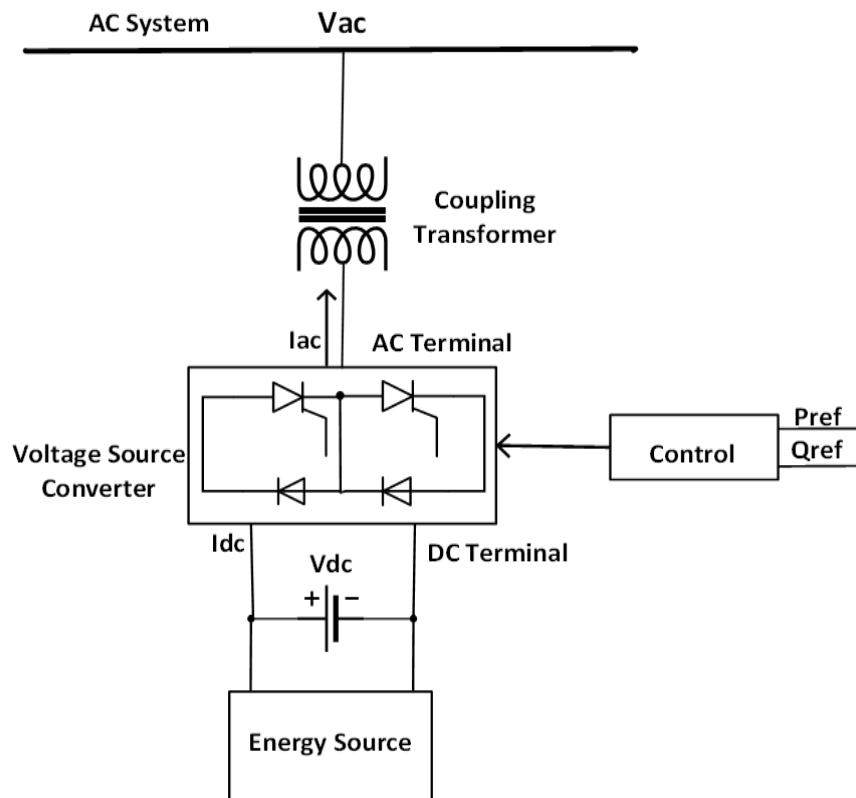 AC System
Vac
Coupling
Transformer
Iac
AC Terminal
Voltage Source
Converter
Control
Pref
Qref
Idc
DC Terminal
Vdc
+
−
Energy Source